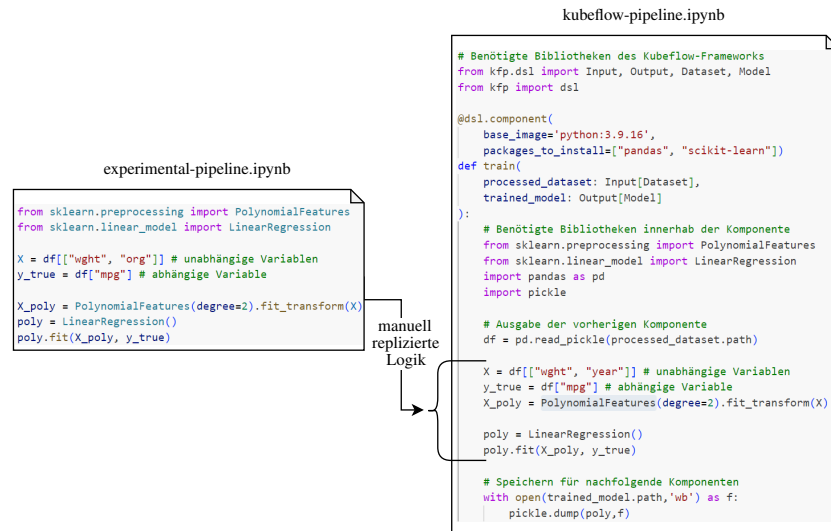 experimental-pipeline.ipynb
from sklearn.preprocessing import PolynomialFeatures
from sklearn.linear_model import LinearRegression
X = df[["wght", "org"]] # unabhängige Variablen
y_true = df["mpg"] # abhängige Variable
X_poly = PolynomialFeatures(degree=2).fit_transform(X)
poly = LinearRegression()
poly.fit(X_poly, y_true)
manuell
replizierte
Logik
kubeflow-pipeline.ipynb
# Benötigte Bibliotheken des Kubeflow-Frameworks
from kfp.dsl import Input, Output, Dataset, Model
from kfp import dsl
@dsl.component(
    base_image='python:3.9.16',
    packages_to_install=["pandas", "scikit-learn"])
def train(
    processed_dataset: Input[Dataset],
    trained_model: Output[Model]
):
    # Benötigte Bibliotheken innerhalb der Komponente
    from sklearn.preprocessing import PolynomialFeatures
    from sklearn.linear_model import LinearRegression
    import pandas as pd
    import pickle
    # Ausgabe der vorherigen Komponente
    df = pd.read_pickle(processed_dataset.path)
    X = df[["wght", "year"]] # unabhängige Variablen
    y_true = df["mpg"] # abhängige Variable
    X_poly = PolynomialFeatures(degree=2).fit_transform(X)
    poly = LinearRegression()
    poly.fit(X_poly, y_true)
    # Speichern für nachfolgende Komponenten
    with open(trained_model.path,'wb') as f:
        pickle.dump(poly,f)